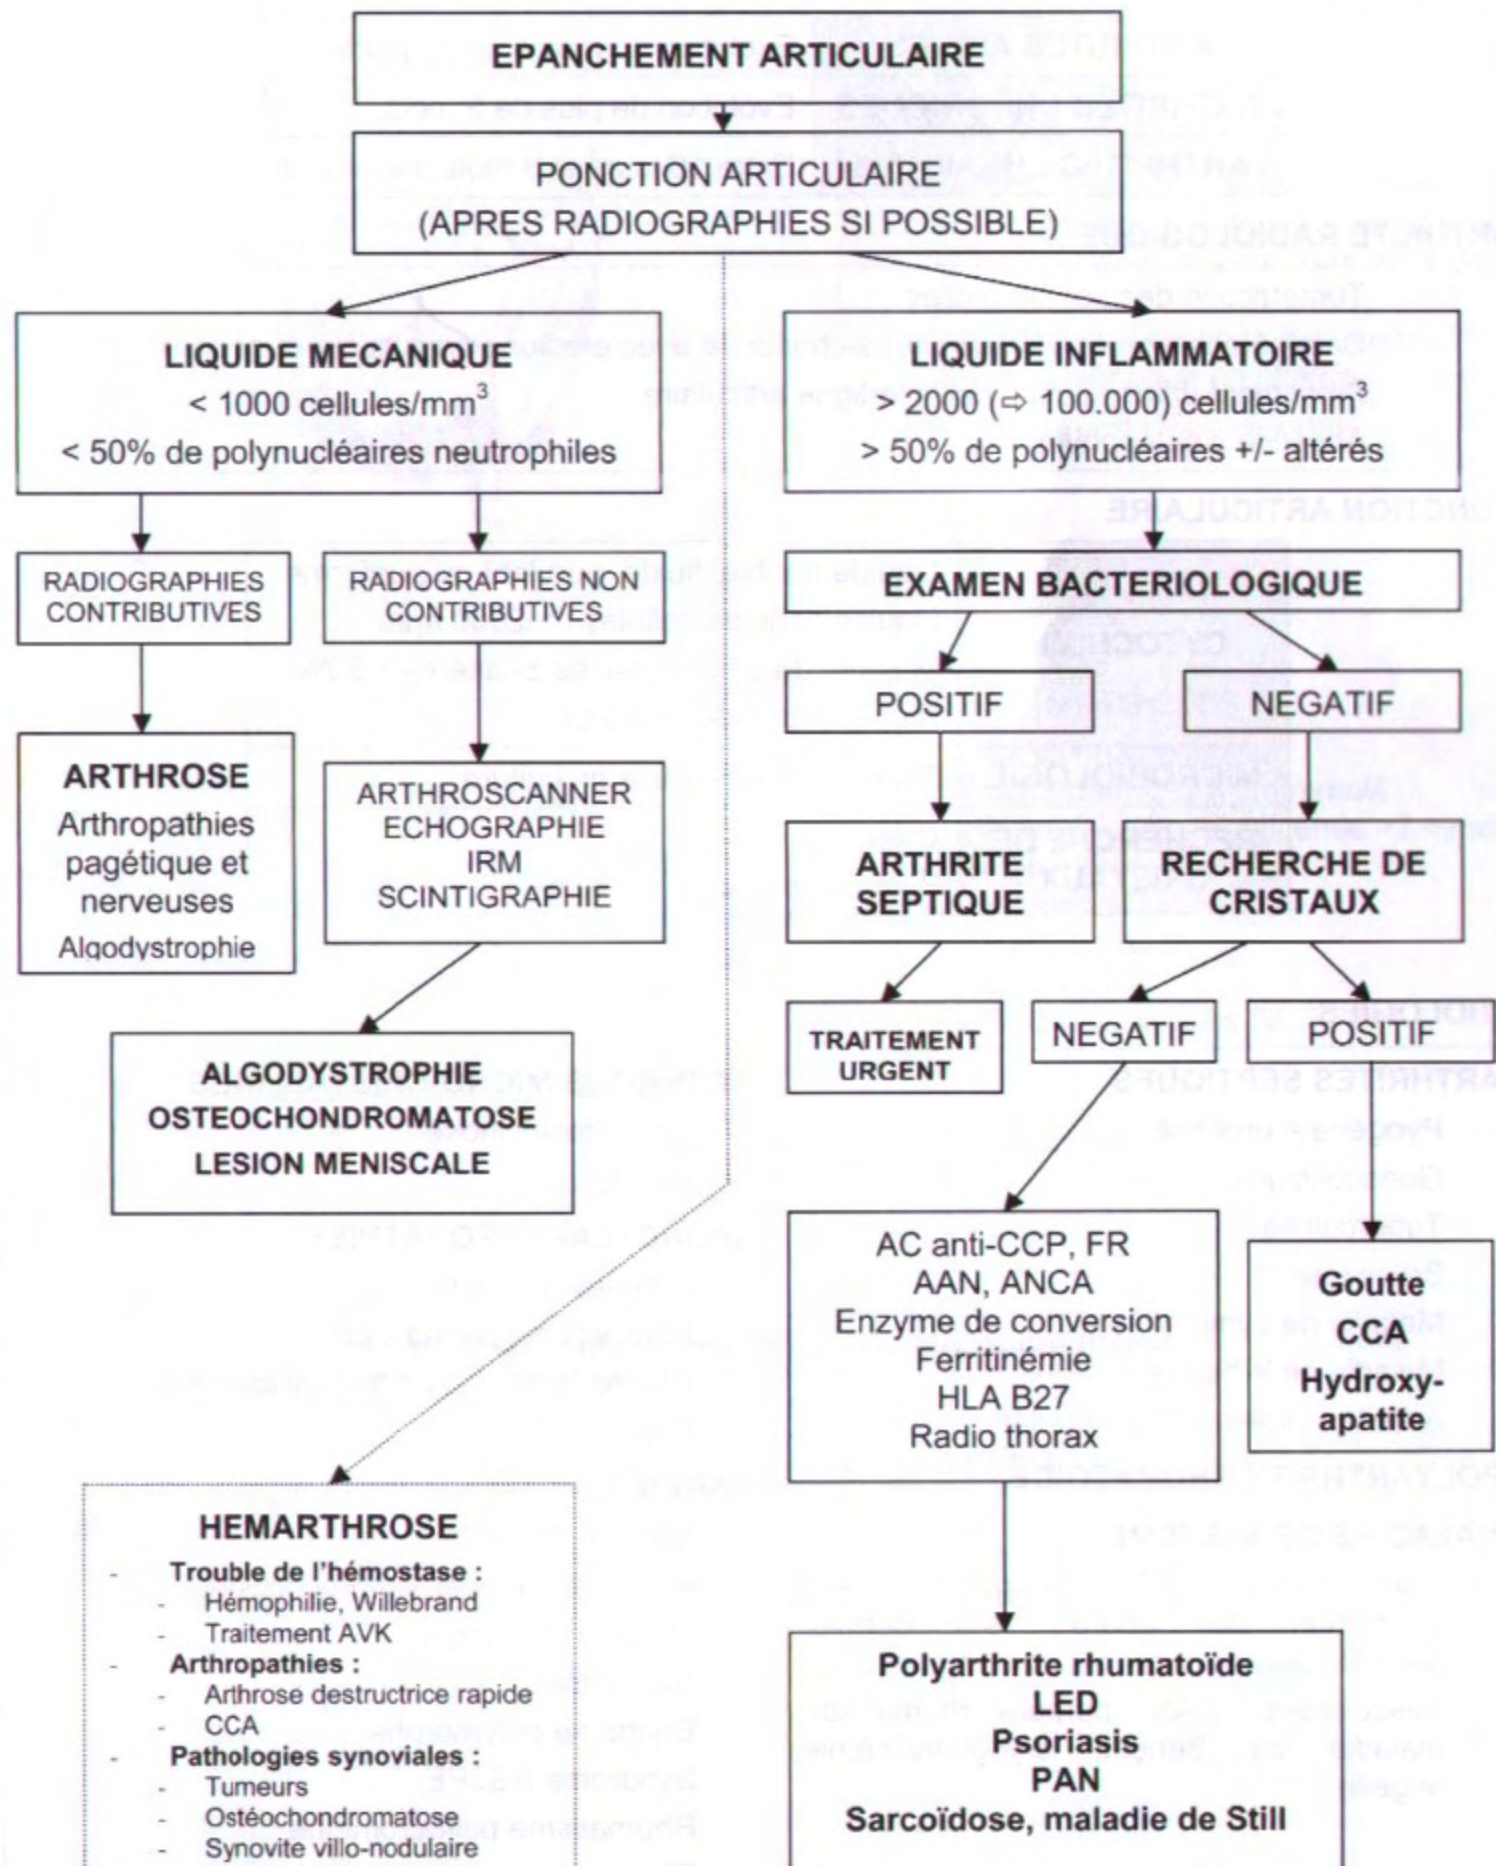 EPANCHEMENT ARTICULAIRE
PONCTION ARTICULAIRE
(APRES RADIOGRAPHIES SI POSSIBLE)
LIQUIDE MECANIQUE
< 1000 cellules/mm³
< 50% de polynucléaires neutrophiles
LIQUIDE INFLAMMATOIRE
> 2000 (⇨ 100.000) cellules/mm³
> 50% de polynucléaires +/- altérés
RADIOGRAPHIES
CONTRIBUTIVES
RADIOGRAPHIES NON
CONTRIBUTIVES
EXAMEN BACTERIOLOGIQUE
POSITIF
NEGATIF
ARTHROSE
Arthropathies
pagétique et
nerveuses
Algodystrophie
ARTHROSCANNER
ECHOGRAPHIE
IRM
SCINTIGRAPHIE
ARTHRITE
SEPTIQUE
RECHERCHE DE
CRISTAUX
TRAITEMENT
URGENT
NEGATIF
POSITIF
ALGODYSTROPHIE
OSTEOCHONDROMATOSE
LESION MENISCALE
AC anti-CCP, FR
AAN, ANCA
Enzyme de conversion
Ferritinémie
HLA B27
Radio thorax
Goutte
CCA
Hydroxy-
apatite
HEMARTHROSE
- Trouble de l'hémostase :
- Hémophilie, Willebrand
- Traitement AVK
- Arthropathies :
- Arthrose destructrice rapide
- CCA
- Pathologies synoviales :
- Tumeurs
- Ostéochondromatose
- Synovite villo-nodulaire
Polyarthrite rhumatoïde
LED
Psoriasis
PAN
Sarcoïdose, maladie de Still